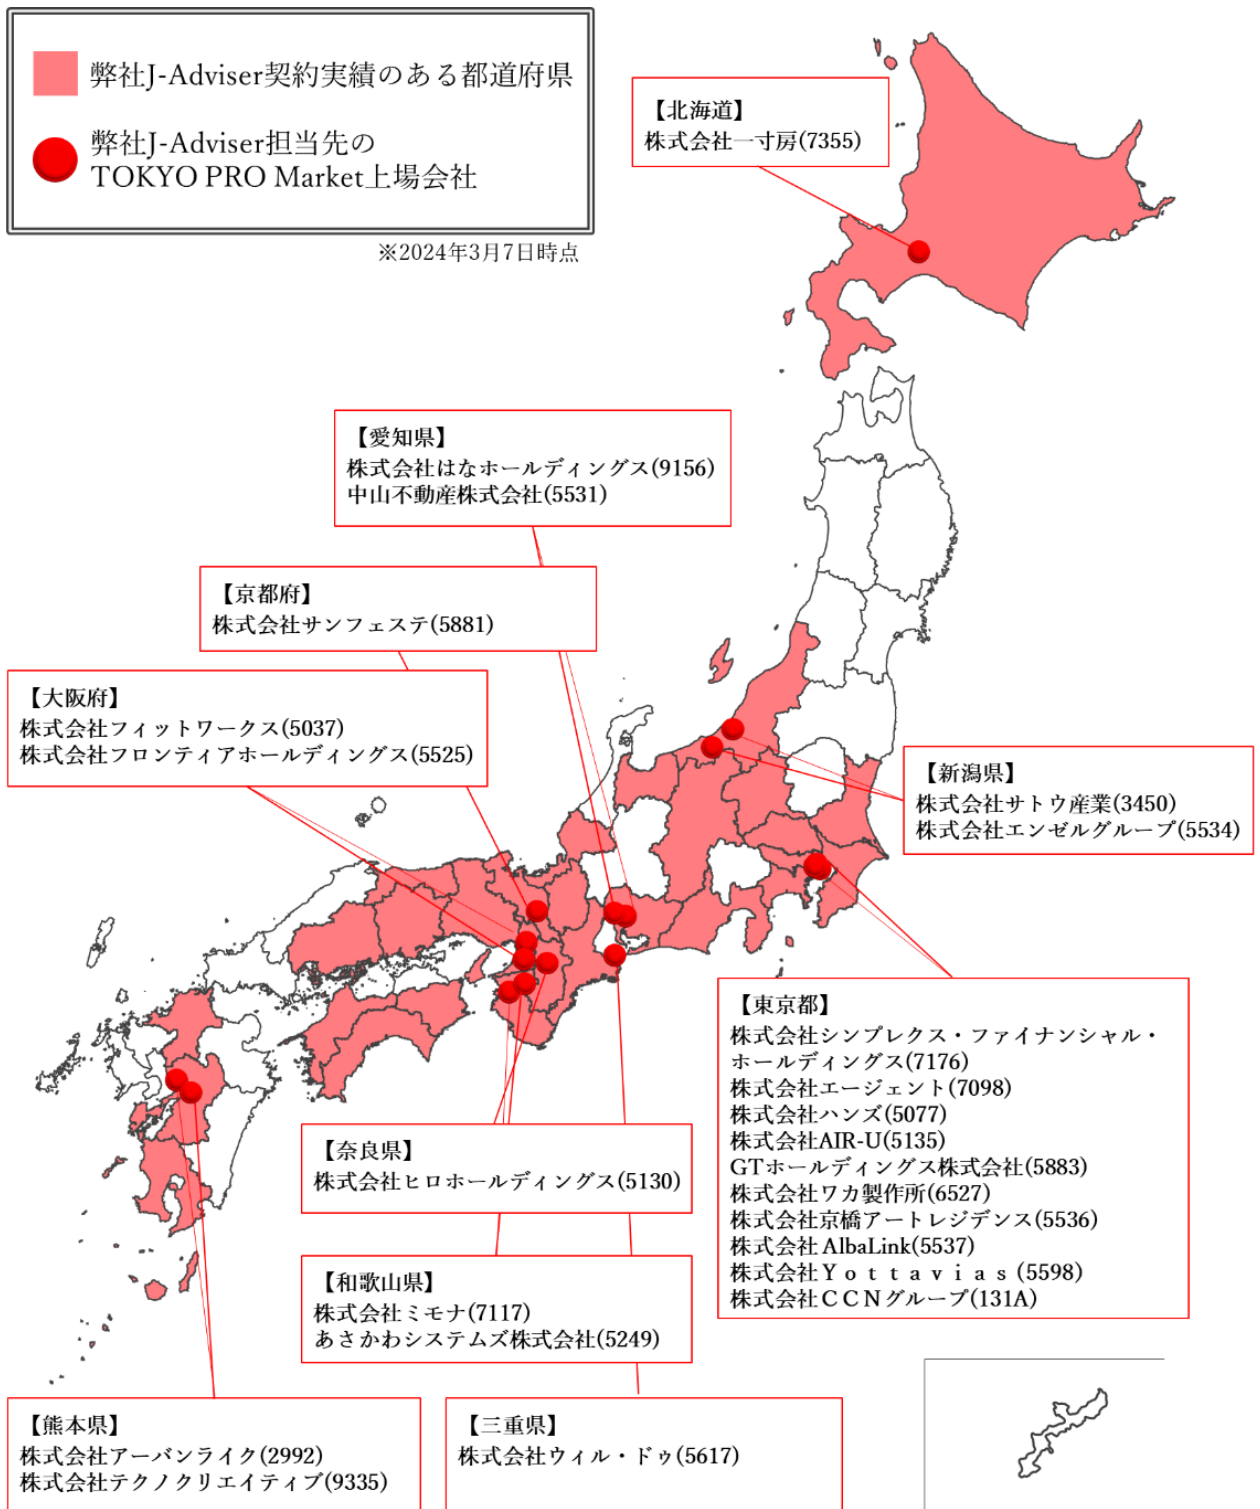 弊社J-Adviser契約実績のある都道府県
弊社J-Adviser担当先の
TOKYO PRO Market上場会社
※2024年3月7日時点
【北海道】
株式会社一寸房(7355)
【愛知県】
株式会社はなホールディングス(9156)
中山不動産株式会社(5531)
【京都府】
株式会社サンフェステ(5881)
【大阪府】
株式会社フィットワークス(5037)
株式会社フロンティアホールディングス(5525)
【新潟県】
株式会社サトウ産業(3450)
株式会社エンゼルグループ(5534)
【東京都】
株式会社シンプレクス・ファイナンシャル・
ホールディングス(7176)
株式会社エージェント(7098)
株式会社ハンズ(5077)
株式会社AIR-U(5135)
GTホールディングス株式会社(5883)
株式会社ワカ製作所(6527)
株式会社京橋アートレジデンス(5536)
株式会社AlbaLink(5537)
株式会社Ｙｏｔｔａｖｉａｓ(5598)
株式会社ＣＣＮグループ(131A)
【奈良県】
株式会社ヒロホールディングス(5130)
【和歌山県】
株式会社ミモナ(7117)
あさかわシステムズ株式会社(5249)
【熊本県】
株式会社アーバンライク(2992)
株式会社テクノクリエイティブ(9335)
【三重県】
株式会社ウィル・ドゥ(5617)